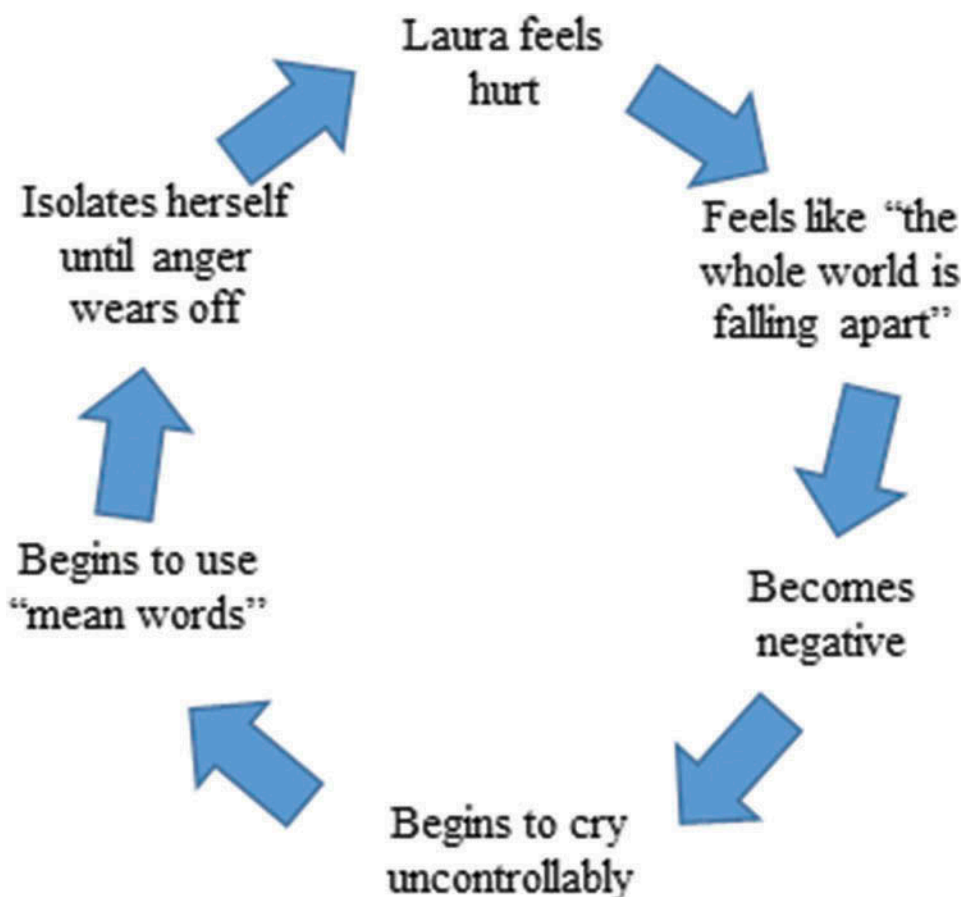 Laura feels
hurt
Feels like “the
whole world is
falling apart”
Becomes
negative
Begins to cry
uncontrollably
Begins to use
“mean words”
Isolates herself
until anger
wears off